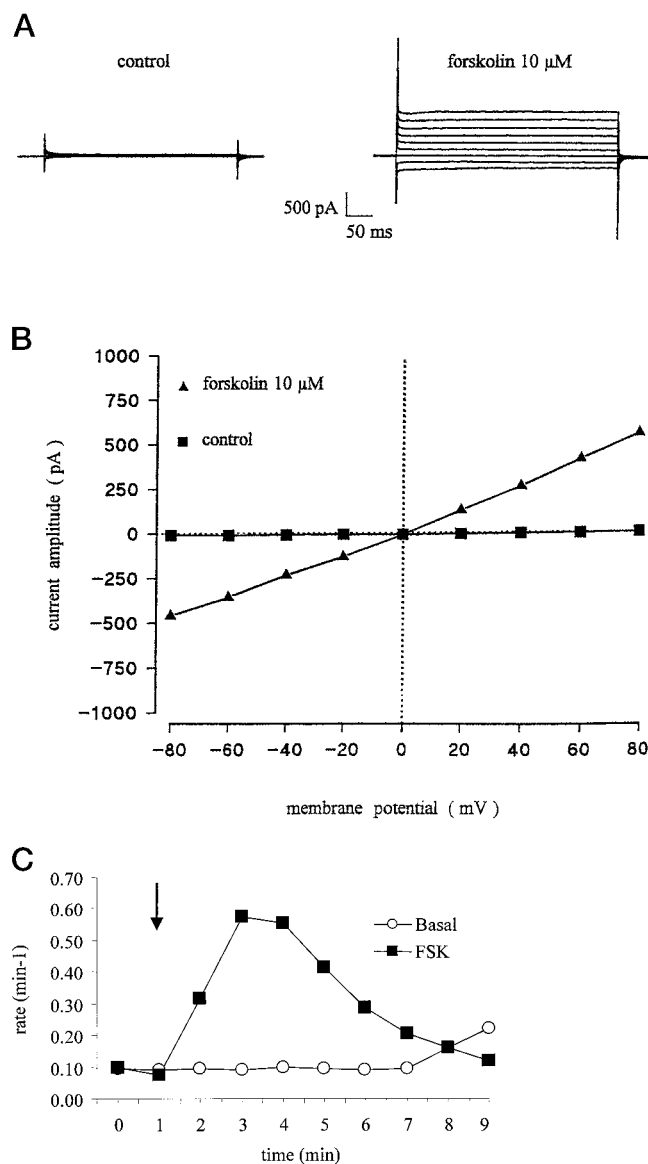 A
control
forskolin 10 µM
500 pA
50 ms
B
1000
750
500
250
0
-250
-500
-750
-1000
current amplitude ( pA )
forskolin 10 µM
control
-80 -60 -40 -20 0 20 40 60 80
membrane potential ( mV )
C
0.70
0.60
0.50
0.40
0.30
0.20
0.10
0.00
rate (min-1)
Basal
FSK
0 1 2 3 4 5 6 7 8 9
time (min)